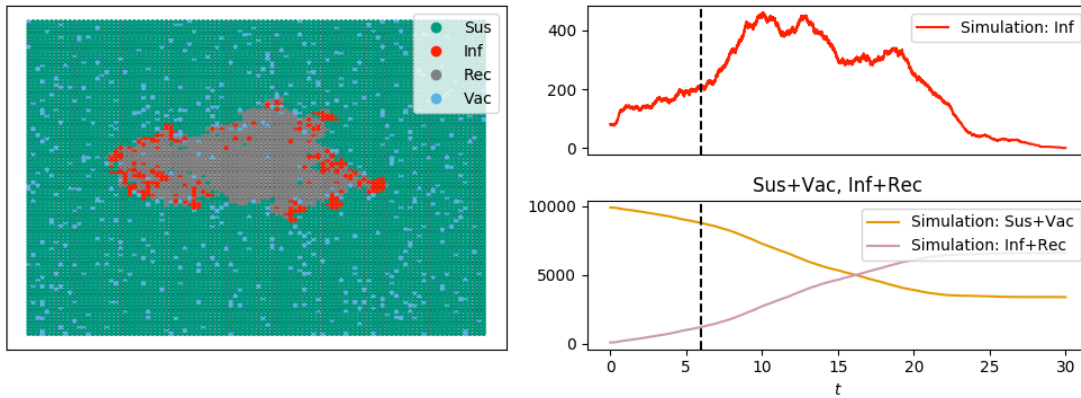 Sus
Inf
Rec
Vac
400
200
0
Simulation: Inf
Sus+Vac, Inf+Rec
10000
5000
0
Simulation: Sus+Vac
Simulation: Inf+Rec
0 5 10 15 20 25 30
t